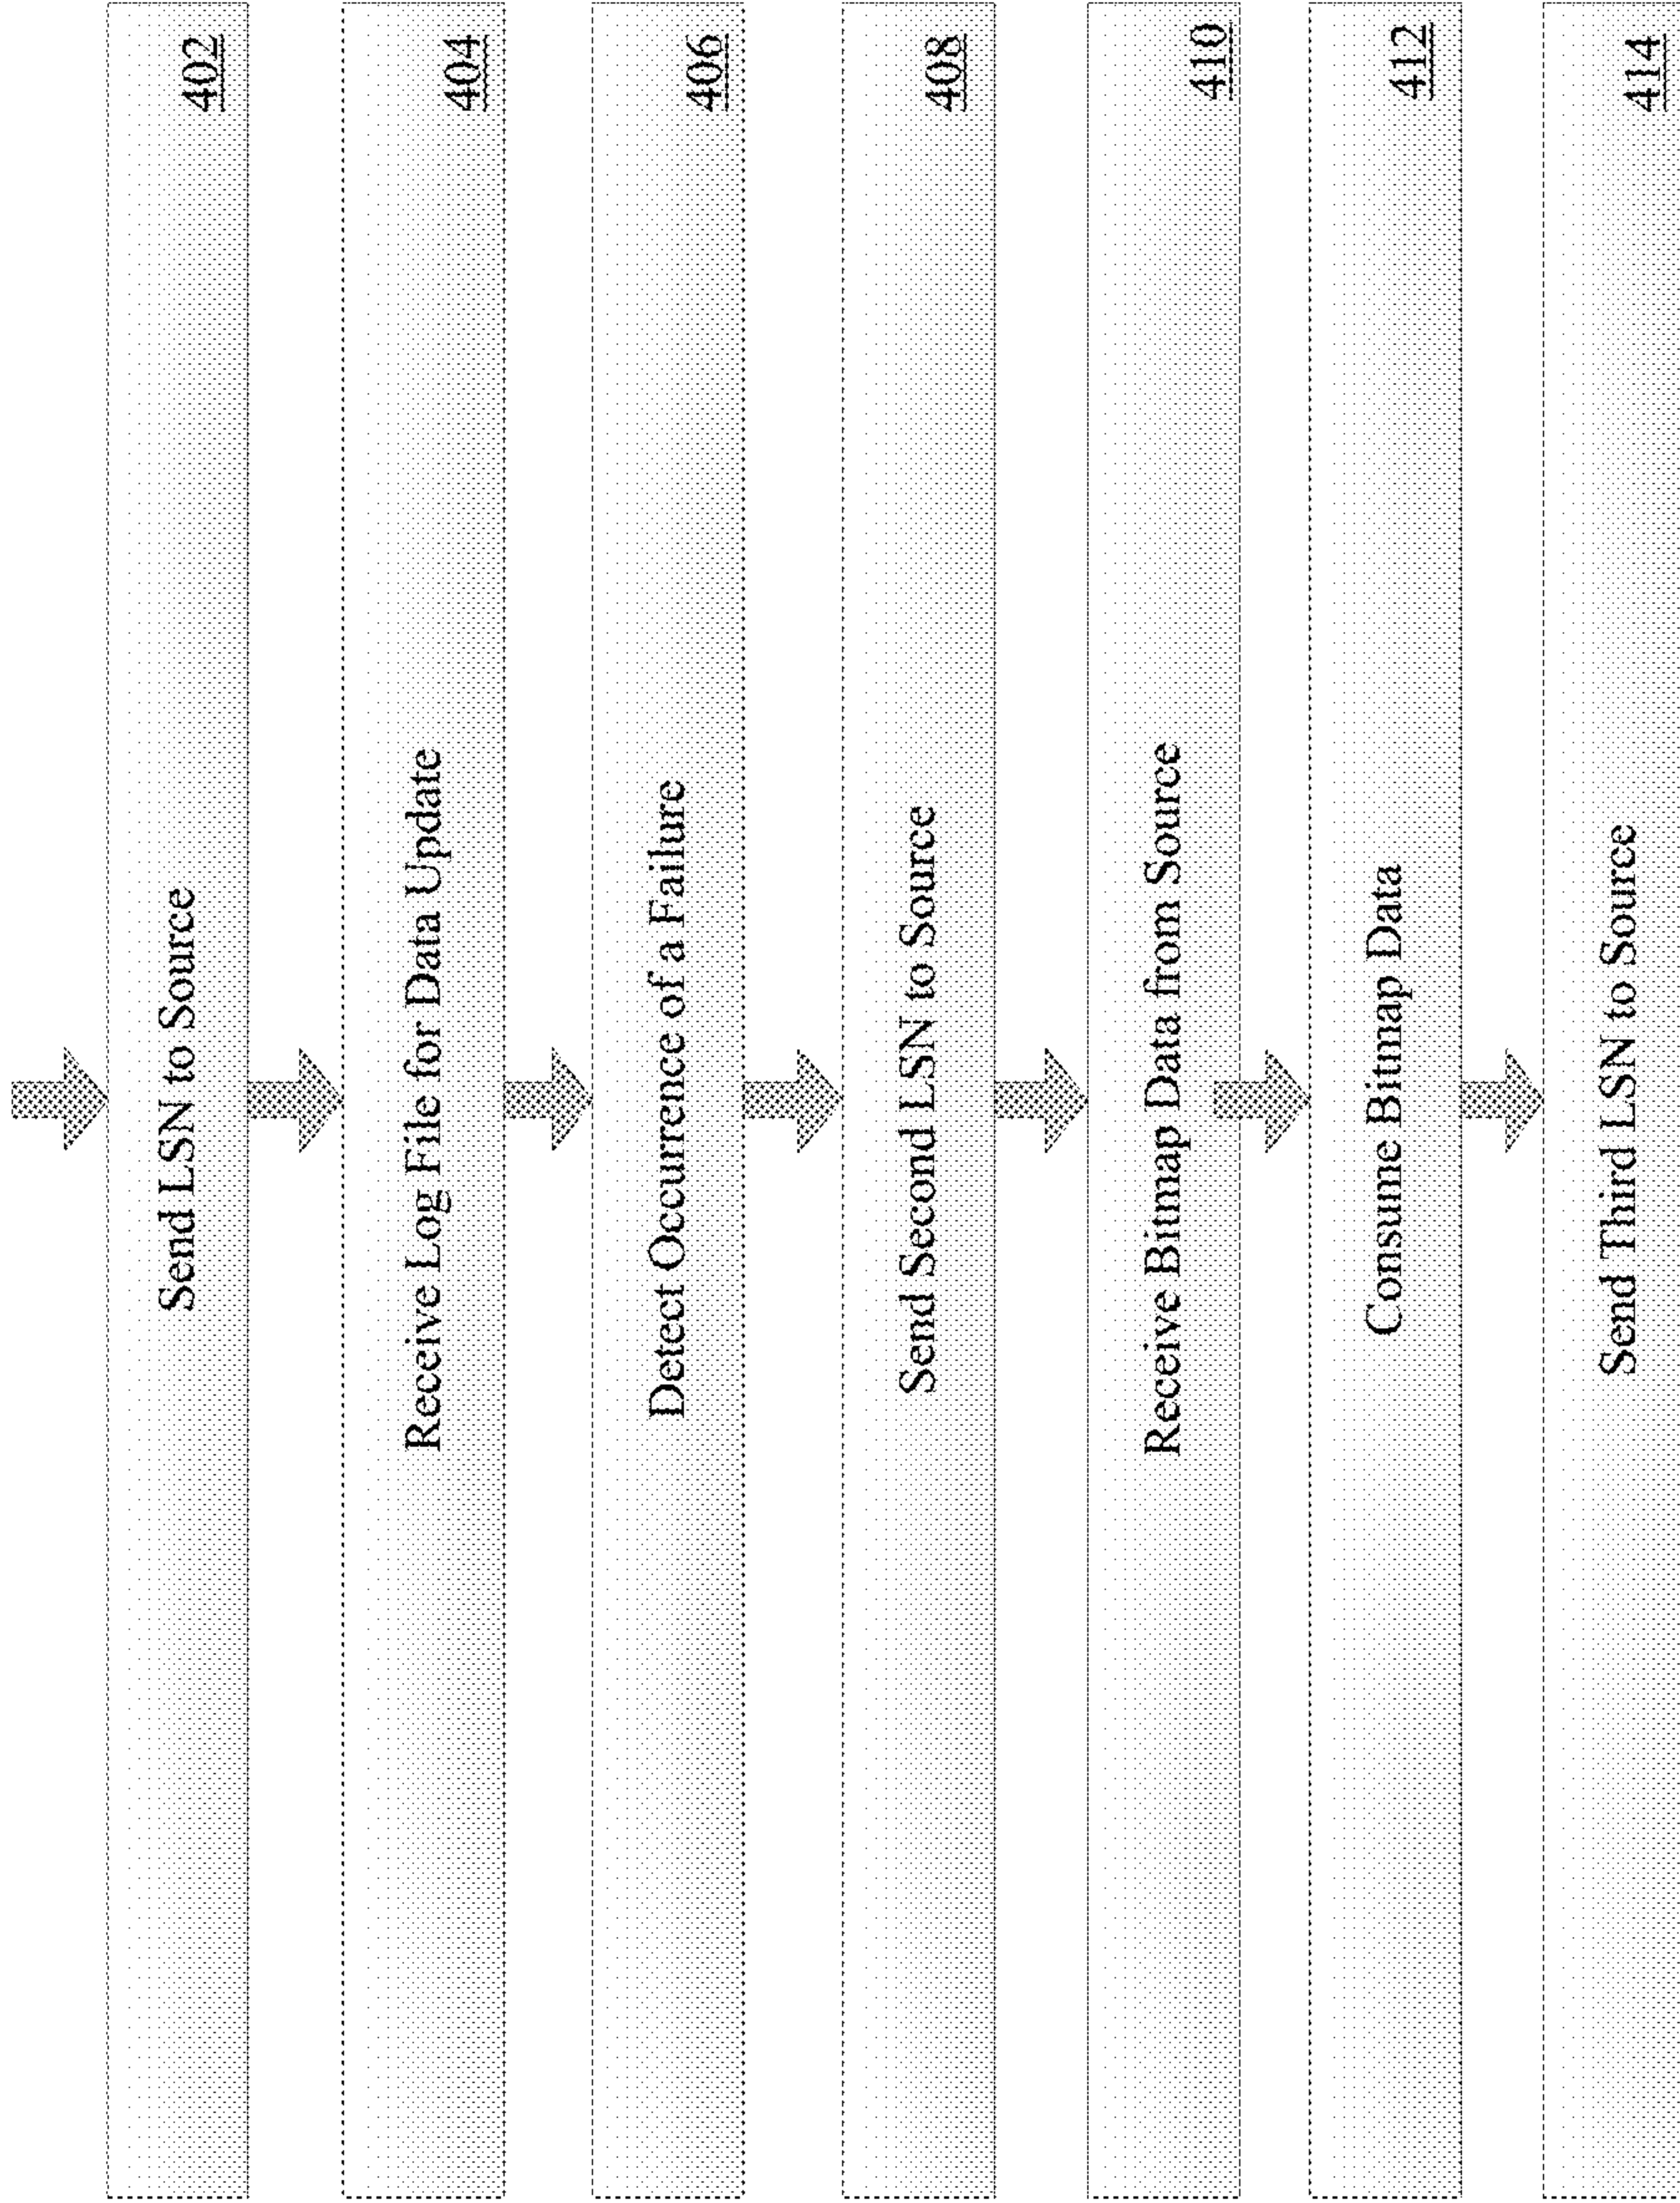 Send LSN to Source
402
Receive Log File for Data Update
404
Detect Occurrence of a Failure
406
Send Second LSN to Source
408
Receive Bitmap Data from Source
410
Consume Bitmap Data
412
Send Third LSN to Source
414